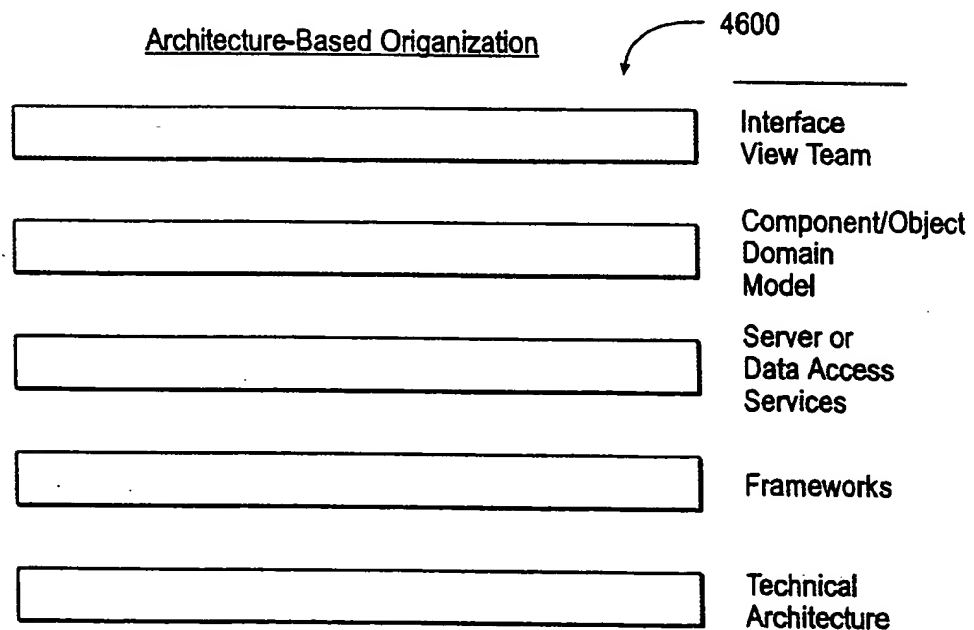 Architecture-Based Origanization
4600
Interface
View Team
Component/Object
Domain
Model
Server or
Data Access
Services
Frameworks
Technical
Architecture